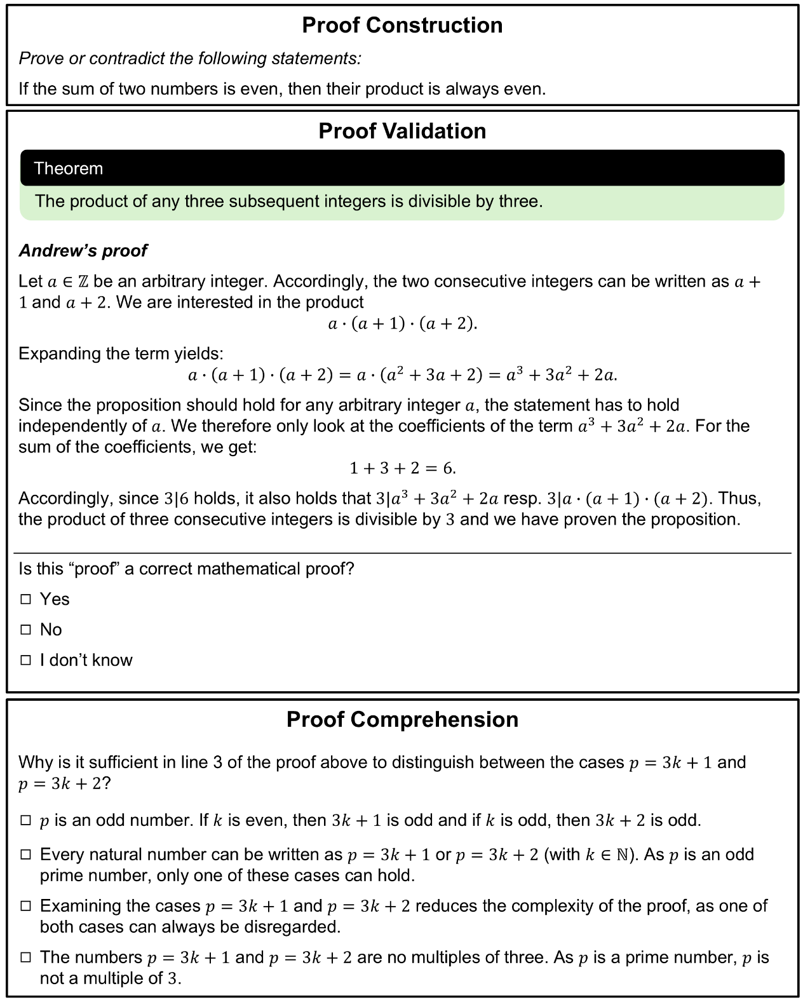 Proof Construction
Prove or contradict the following statements:
If the sum of two numbers is even, then their product is always even.
Proof Validation
Theorem
The product of any three subsequent integers is divisible by three.
Andrew’s proof
Let 𝑎 ∈ ℤ be an arbitrary integer. Accordingly, the two consecutive integers can be written as 𝑎 +
1 and 𝑎 + 2. We are interested in the product
𝑎 · (𝑎 + 1) · (𝑎 + 2).
Expanding the term yields:
𝑎 · (𝑎 + 1) · (𝑎 + 2) = 𝑎 · (𝑎² + 3𝑎 + 2) = 𝑎³ + 3𝑎² + 2𝑎.
Since the proposition should hold for any arbitrary integer 𝑎, the statement has to hold
independently of 𝑎. We therefore only look at the coefficients of the term 𝑎³ + 3𝑎² + 2𝑎. For the
sum of the coefficients, we get:
1 + 3 + 2 = 6.
Accordingly, since 3|6 holds, it also holds that 3|𝑎³ + 3𝑎² + 2𝑎 resp. 3|𝑎 · (𝑎 + 1) · (𝑎 + 2). Thus,
the product of three consecutive integers is divisible by 3 and we have proven the proposition.
Is this “proof” a correct mathematical proof?
☐ Yes
☐ No
☐ I don’t know
Proof Comprehension
Why is it sufficient in line 3 of the proof above to distinguish between the cases 𝑝 = 3𝑘 + 1 and
𝑝 = 3𝑘 + 2?
☐ 𝑝 is an odd number. If 𝑘 is even, then 3𝑘 + 1 is odd and if 𝑘 is odd, then 3𝑘 + 2 is odd.
☐ Every natural number can be written as 𝑝 = 3𝑘 + 1 or 𝑝 = 3𝑘 + 2 (with 𝑘 ∈ ℕ). As 𝑝 is an odd
prime number, only one of these cases can hold.
☐ Examining the cases 𝑝 = 3𝑘 + 1 and 𝑝 = 3𝑘 + 2 reduces the complexity of the proof, as one of
both cases can always be disregarded.
☐ The numbers 𝑝 = 3𝑘 + 1 and 𝑝 = 3𝑘 + 2 are no multiples of three. As 𝑝 is a prime number, 𝑝 is
not a multiple of 3.